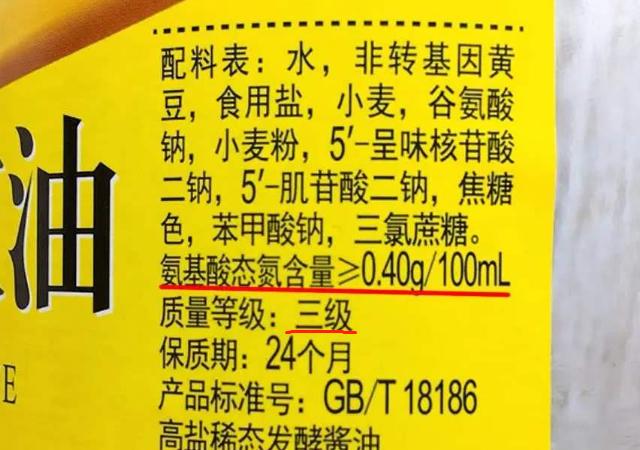 配料表：水，非转基因黄
豆，食用盐，小麦，谷氨酸
钠，小麦粉，5′-呈味核苷酸
二钠，5′-肌苷酸二钠，焦糖
色，苯甲酸钠，三氯蔗糖。
氨基酸态氮含量≥0.40g/100mL
质量等级：三级
保质期：24个月
产品标准号：GB/T 18186
高盐稀态发酵酱油
油
E